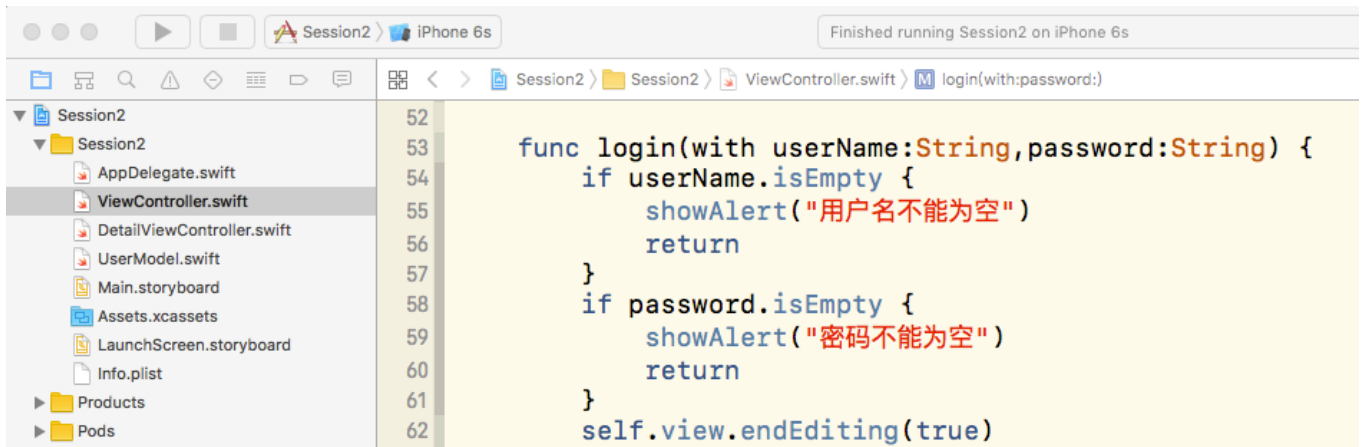 Session2 〉 iPhone 6s
Finished running Session2 on iPhone 6s
Session2 〉 Session2 〉 ViewController.swift 〉 M login(with:password:)
Session2
Session2
AppDelegate.swift
ViewController.swift
DetailViewController.swift
UserModel.swift
Main.storyboard
Assets.xcassets
LaunchScreen.storyboard
Info.plist
Products
Pods
52
53 func login(with userName:String,password:String) {
54 if userName.isEmpty {
55 showAlert("用户名不能为空")
56 return
57 }
58 if password.isEmpty {
59 showAlert("密码不能为空")
60 return
61 }
62 self.view.endEditing(true)